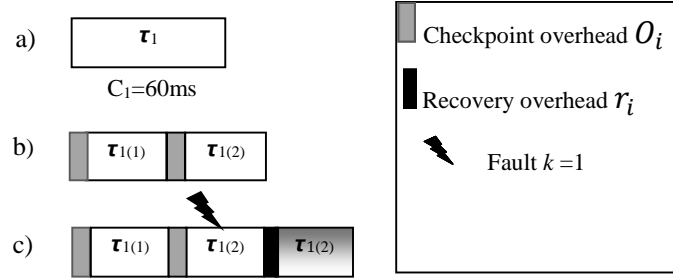 a) τ1
C1=60ms
b) τ1(1) τ1(2)
c) τ1(1) τ1(2) τ1(2)
Checkpoint overhead Oi
Recovery overhead ri
Fault k =1